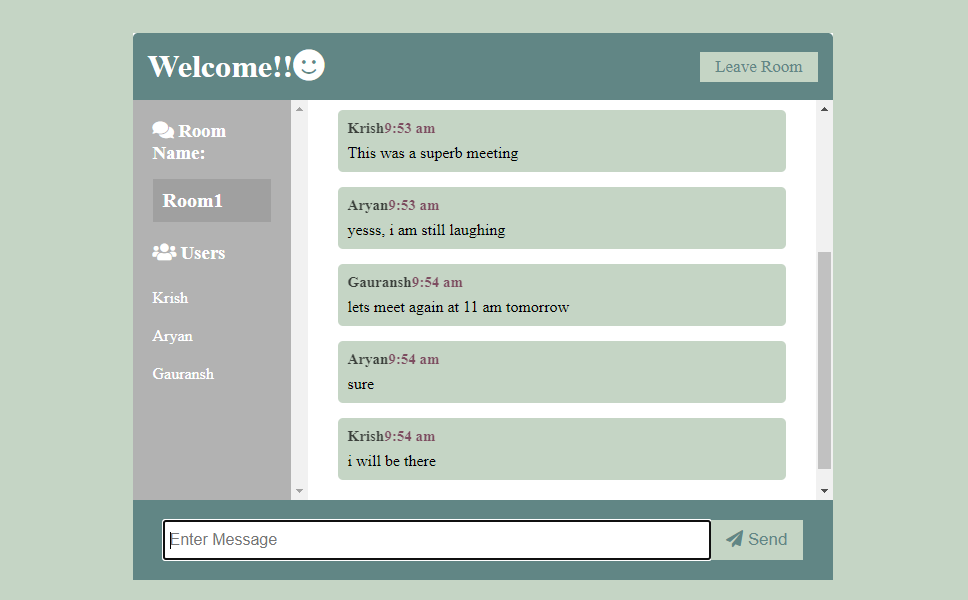 Welcome!!
Leave Room
Room
Name:
Room1
Users
Krish
Aryan
Gauransh
Krish9:53 am
This was a superb meeting
Aryan9:53 am
yesss, i am still laughing
Gauransh9:54 am
lets meet again at 11 am tomorrow
Aryan9:54 am
sure
Krish9:54 am
i will be there
Enter Message
Send